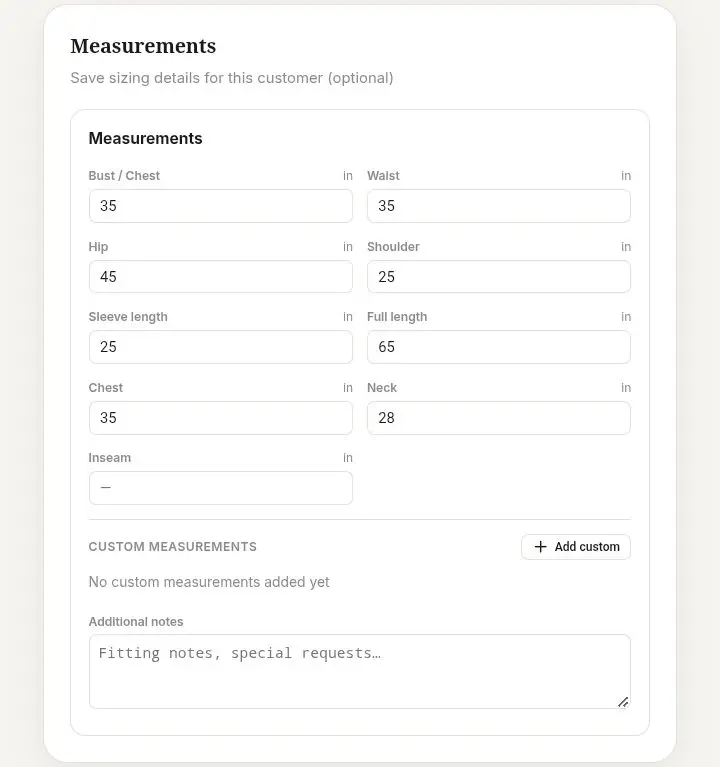 Measurements
Save sizing details for this customer (optional)
Measurements
Bust / Chest in Waist in
35 35
Hip in Shoulder in
45 25
Sleeve length in Full length in
25 65
Chest in Neck in
35 28
Inseam in
—
CUSTOM MEASUREMENTS + Add custom
No custom measurements added yet
Additional notes
Fitting notes, special requests…